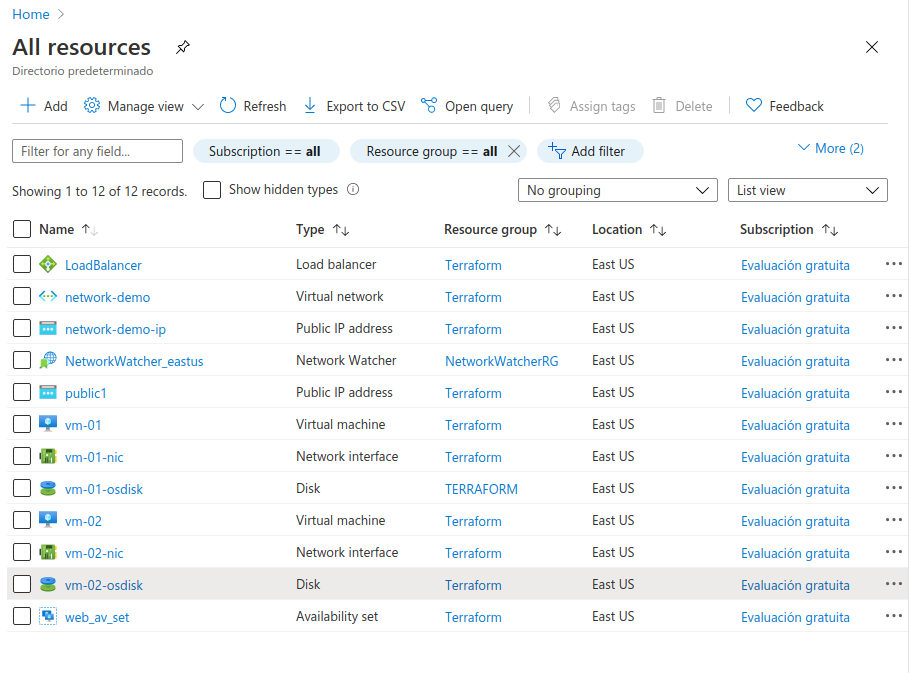 Home
All resources
Directorio predeterminado
Add Manage view Refresh Export to CSV Open query Assign tags Delete Feedback
Filter for any field... Subscription == all Resource group == all Add filter More (2)
Showing 1 to 12 of 12 records. Show hidden types No grouping List view
Name Type Resource group Location Subscription
LoadBalancer Load balancer Terraform East US Evaluación gratuita
network-demo Virtual network Terraform East US Evaluación gratuita
network-demo-ip Public IP address Terraform East US Evaluación gratuita
NetworkWatcher_eastus Network Watcher NetworkWatcherRG East US Evaluación gratuita
public1 Public IP address Terraform East US Evaluación gratuita
vm-01 Virtual machine Terraform East US Evaluación gratuita
vm-01-nic Network interface Terraform East US Evaluación gratuita
vm-01-osdisk Disk TERRAFORM East US Evaluación gratuita
vm-02 Virtual machine Terraform East US Evaluación gratuita
vm-02-nic Network interface Terraform East US Evaluación gratuita
vm-02-osdisk Disk Terraform East US Evaluación gratuita
web_av_set Availability set Terraform East US Evaluación gratuita